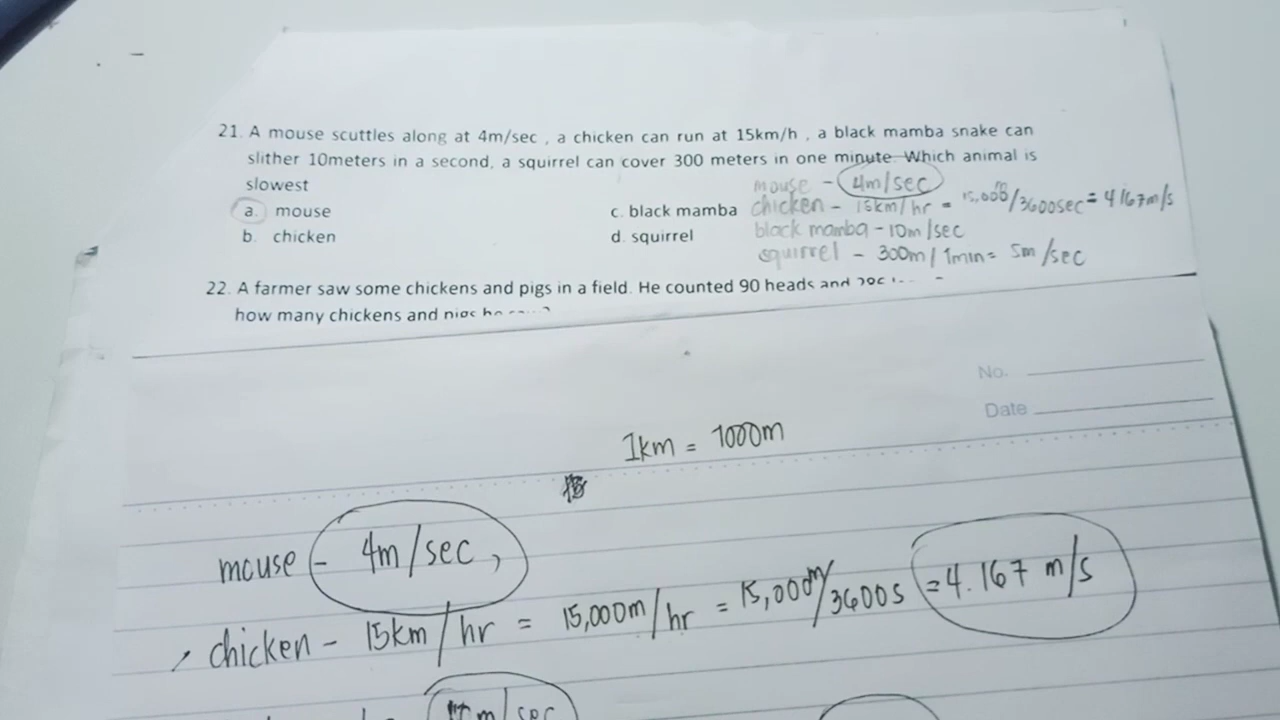 21. A mouse scuttles along at 4m/sec , a chicken can run at 15km/h , a black mamba snake can
slither 10meters in a second, a squirrel can cover 300 meters in one minute. Which animal is
slowest
a. mouse
b. chicken
c. black mamba
d. squirrel
mouse - 4m/sec
chicken - 15km/hr = 15,000m/3600sec = 4.167m/s
black mamba - 10m/sec
squirrel - 300m/1min = 5m/sec
22. A farmer saw some chickens and pigs in a field. He counted 90 heads and
how many chickens and pigs
No.
Date
1km = 1000m
mouse - 4m/sec,
chicken - 15km/hr = 15,000m/hr = 15,000m/3600s = 4.167 m/s
m/sec